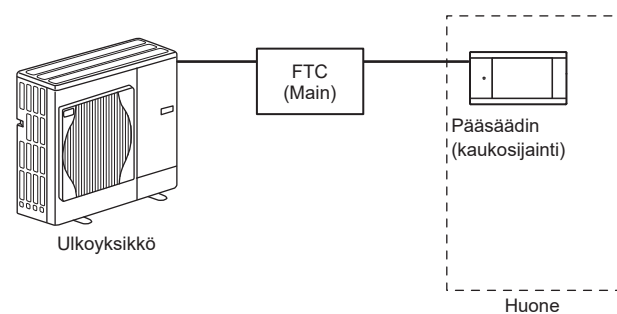 FTC
(Main)
Pääsäädin
(kaukosijainti)
Ulkoyksikkö
Huone